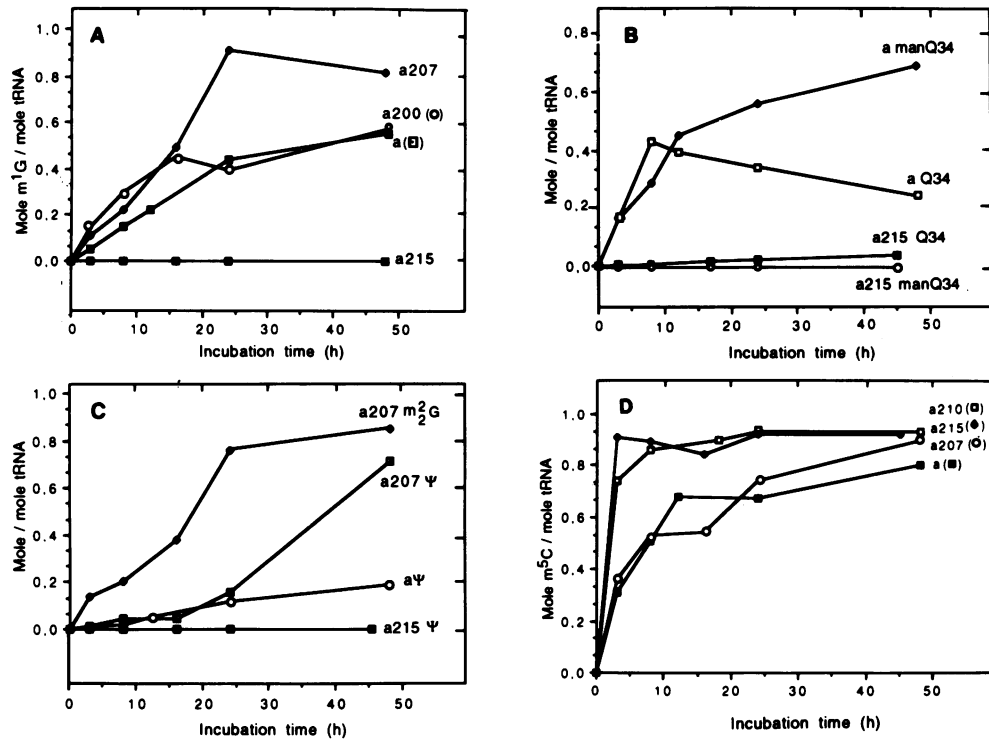 A
Mole m1G / mole tRNA
1.0
0.8
0.6
0.4
0.2
0.0
a207
a200 (o)
a(⊡)
a215
0 10 20 30 40 50
Incubation time (h)
B
Mole / mole tRNA
0.8
0.6
0.4
0.2
0.0
a manQ34
a Q34
a215 Q34
a215 manQ34
0 10 20 30 40 50
Incubation time (h)
C
Mole / mole tRNA
1.0
0.8
0.6
0.4
0.2
0.0
a207 m22G
a207 Ψ
aΨ
a215 Ψ
0 10 20 30 40 50
Incubation time (h)
D
Mole m5C / mole tRNA
1.0
0.8
0.6
0.4
0.2
0.0
a210(⊡)
a215(◆)
a207(o)
a(■)
0 10 20 30 40 50
Incubation time (h)